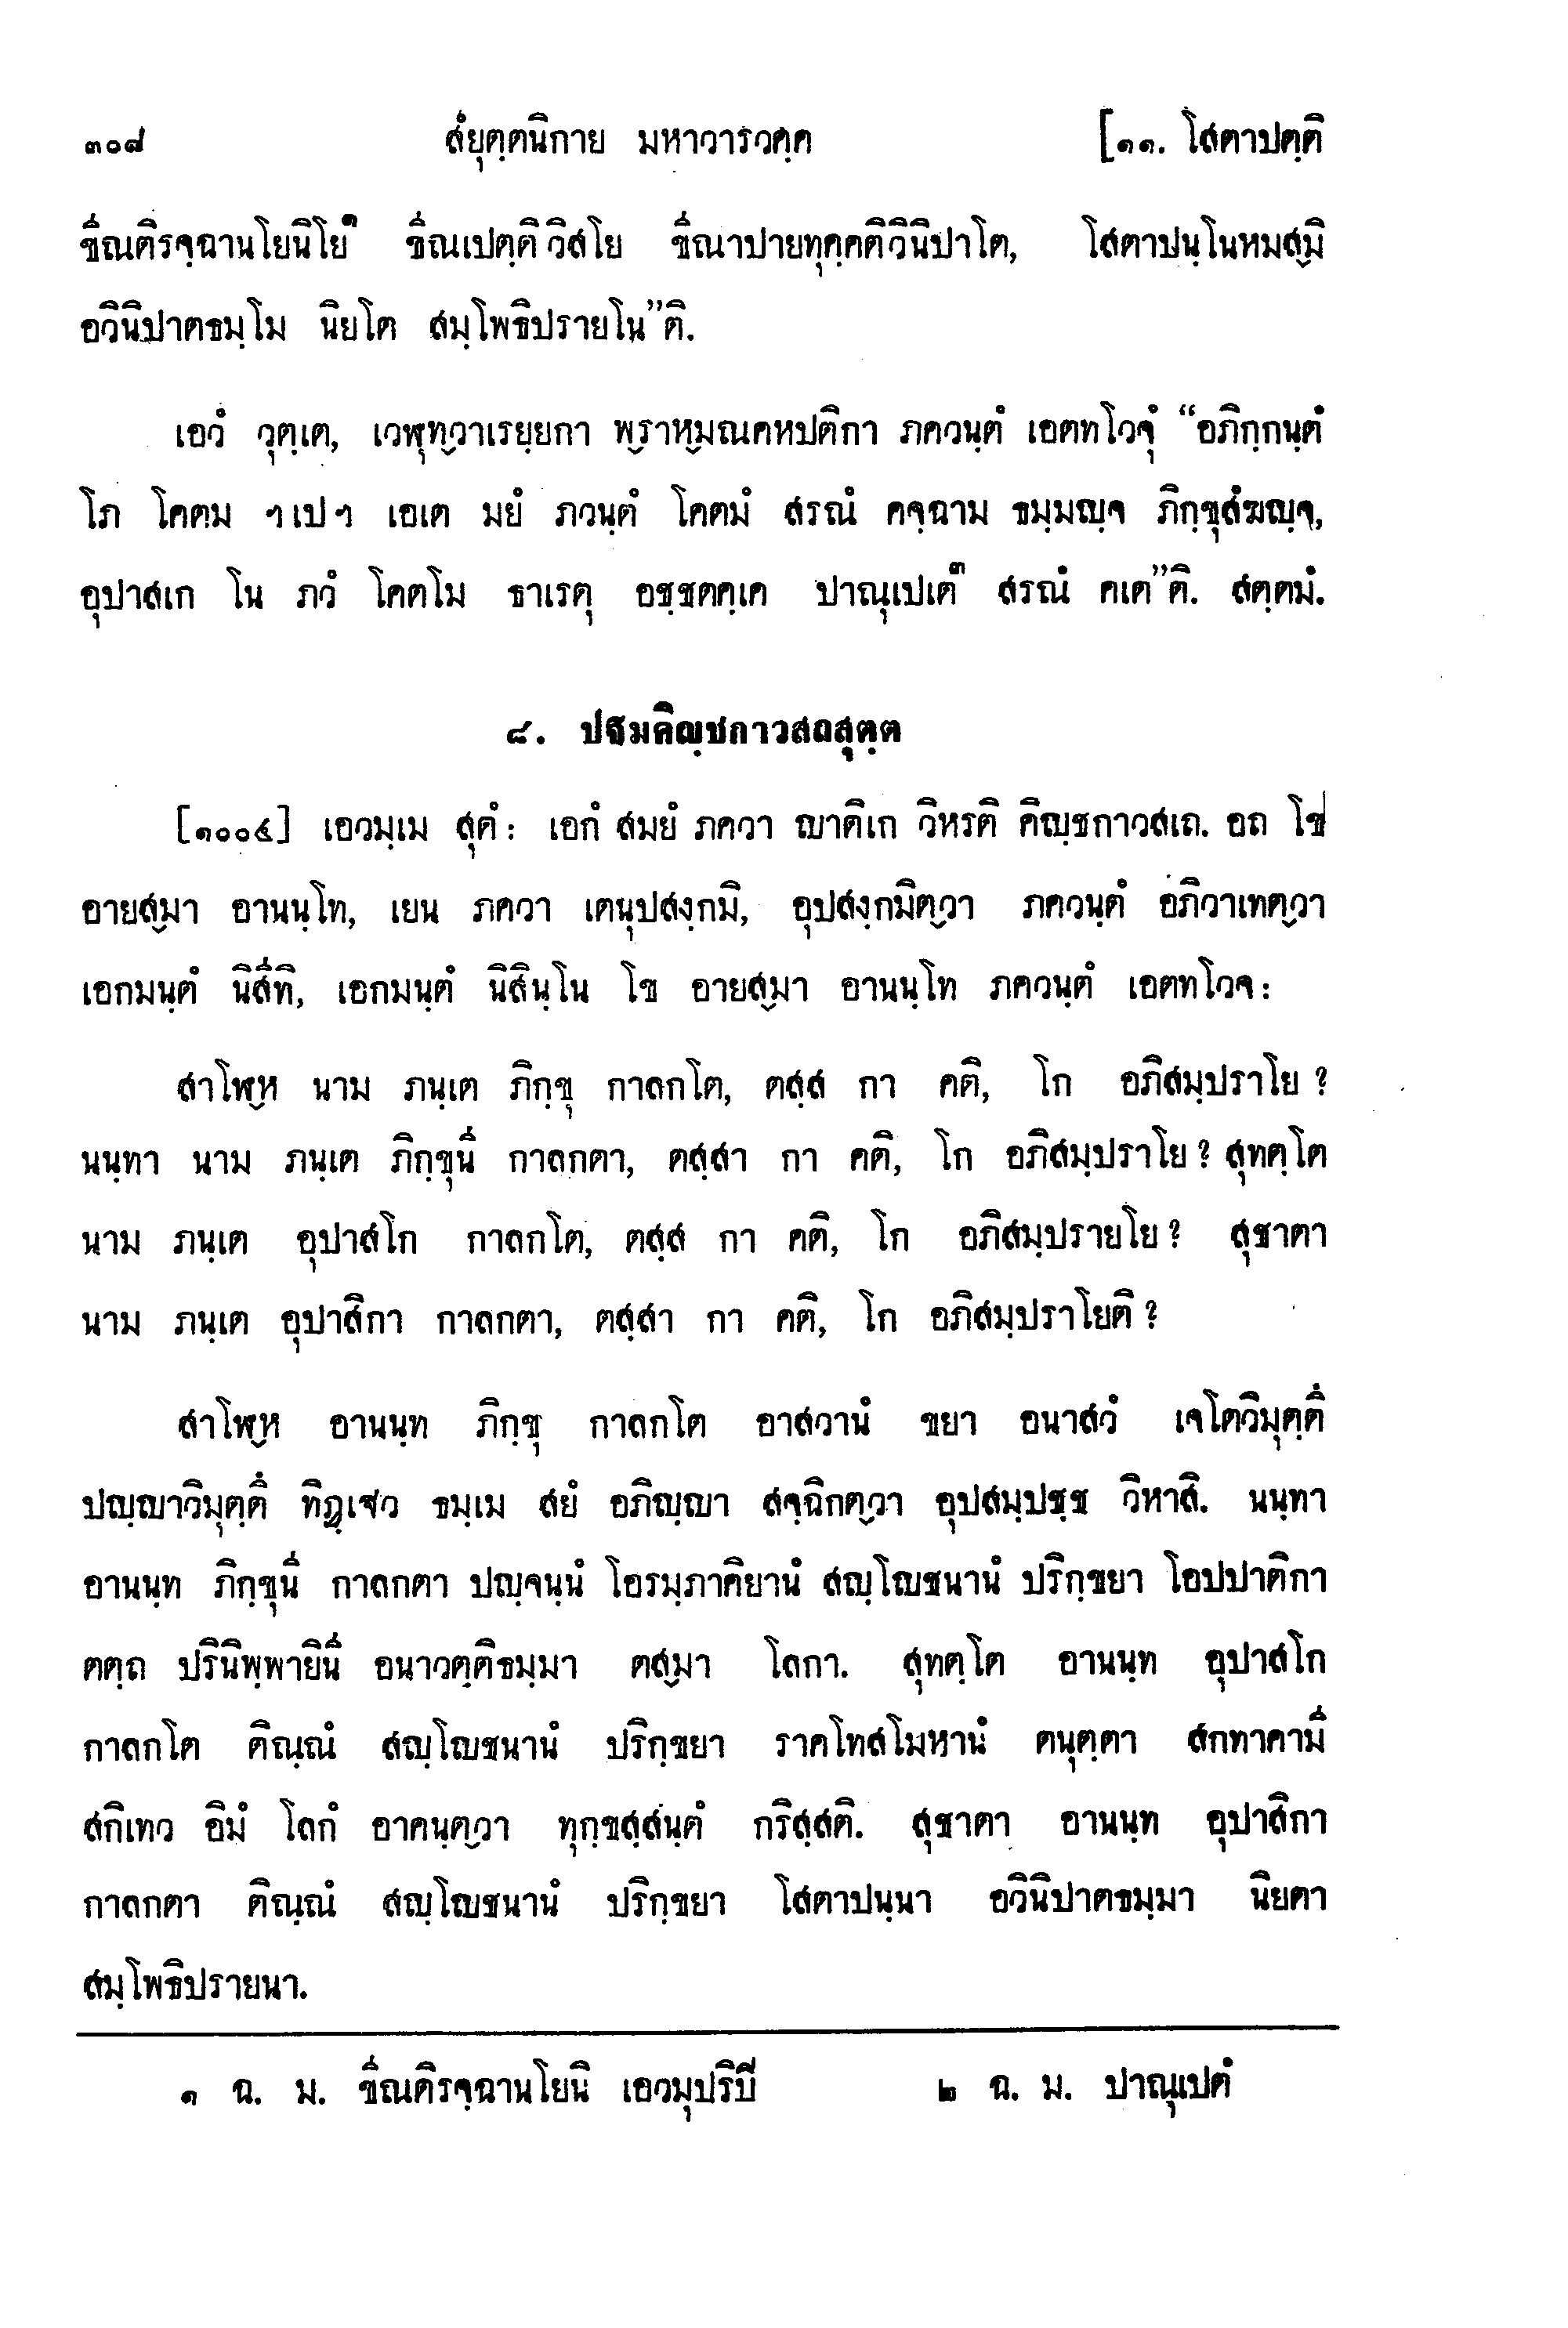 ๓๐๘ สํยุตฺตนิกาย มหาวารวคฺค [๑๑. โสตาปตฺติ
ขีณติรจฺฉานโยนิโย๑ ขีณเปตฺติวิสโย ขีณาปายทุคฺคติวินิปาโต, โสตาปนฺโนหมสฺมิ
อวินิปาตธมฺโม นิยโต สมฺโพธิปรายโน”ติ.
เอวํ วุตฺเต, เวฬุทฺวาเรยฺยกา พฺราหฺมณคหปติกา ภควนฺตํ เอตทโวจุํ “อภิกฺกนฺตํ
โภ โคตม ฯเปฯ เอเต มยํ ภวนฺตํ โคตมํ สรณํ คจฺฉาม ธมฺมญฺจ ภิกฺขุสํฆญฺจ,
อุปาสเก โน ภวํ โคตโม ธาเรตุ อชฺชตคฺเค ปาณุเปเต๒ สรณํ คเต”ติ. สตฺตมํ.
๘. ปฐมคิญฺชกาวสถสุตฺต
[๑๐๐๔] เอวมฺเม สุตํ: เอกํ สมยํ ภควา ญาติเก วิหรติ คิญฺชกาวสเถ. อถ โข
อายสฺมา อานนฺโท, เยน ภควา เตนุปสงฺกมิ, อุปสงฺกมิตฺวา ภควนฺตํ อภิวาเทตฺวา
เอกมนฺตํ นิสีทิ, เอกมนฺตํ นิสินฺโน โข อายสฺมา อานนฺโท ภควนฺตํ เอตทโวจ:
สาโฬฺห นาม ภนฺเต ภิกฺขุ กาลกโต, ตสฺส กา คติ, โก อภิสมฺปราโย?
นนฺทา นาม ภนฺเต ภิกฺขุนี กาลกตา, ตสฺสา กา คติ, โก อภิสมฺปราโย? สุทตฺโต
นาม ภนฺเต อุปาสโก กาลกโต, ตสฺส กา คติ, โก อภิสมฺปรายโย? สุชาตา
นาม ภนฺเต อุปาสิกา กาลกตา, ตสฺสา กา คติ, โก อภิสมฺปราโยติ?
สาโฬฺห อานนฺท ภิกฺขุ กาลกโต อาสวานํ ขยา อนาสวํ เจโตวิมุตฺตึ
ปญฺญาวิมุตฺตึ ทิฏฺเฐว ธมฺเม สยํ อภิญฺญา สจฺฉิกตฺวา อุปสมฺปชฺช วิหาสิ. นนฺทา
อานนฺท ภิกฺขุนี กาลกตา ปญฺจนฺนํ โอรมฺภาคิยานํ สญฺโญชนานํ ปริกฺขยา โอปปาติกา
ตตฺถ ปรินิพฺพายินี อนาวตฺติธมฺมา ตสฺมา โลกา. สุทตฺโต อานนฺท อุปาสโก
กาลกโต ติณฺณํ สญฺโญชนานํ ปริกฺขยา ราคโทสโมหานํ ตนุตฺตา สกทาคามี
สกิเทว อิมํ โลกํ อาคนฺตฺวา ทุกฺขสฺสนฺตํ กริสฺสติ. สุชาตา อานนฺท อุปาสิกา
กาลกตา ติณฺณํ สญฺโญชนานํ ปริกฺขยา โสตาปนฺนา อวินิปาตธมฺมา นิยตา
สมฺโพธิปรายนา.
๑ ฉ. ม. ขีณติรจฺฉานโยนิ เอวมุปริปิ ๒ ฉ. ม. ปาณุเปตํ